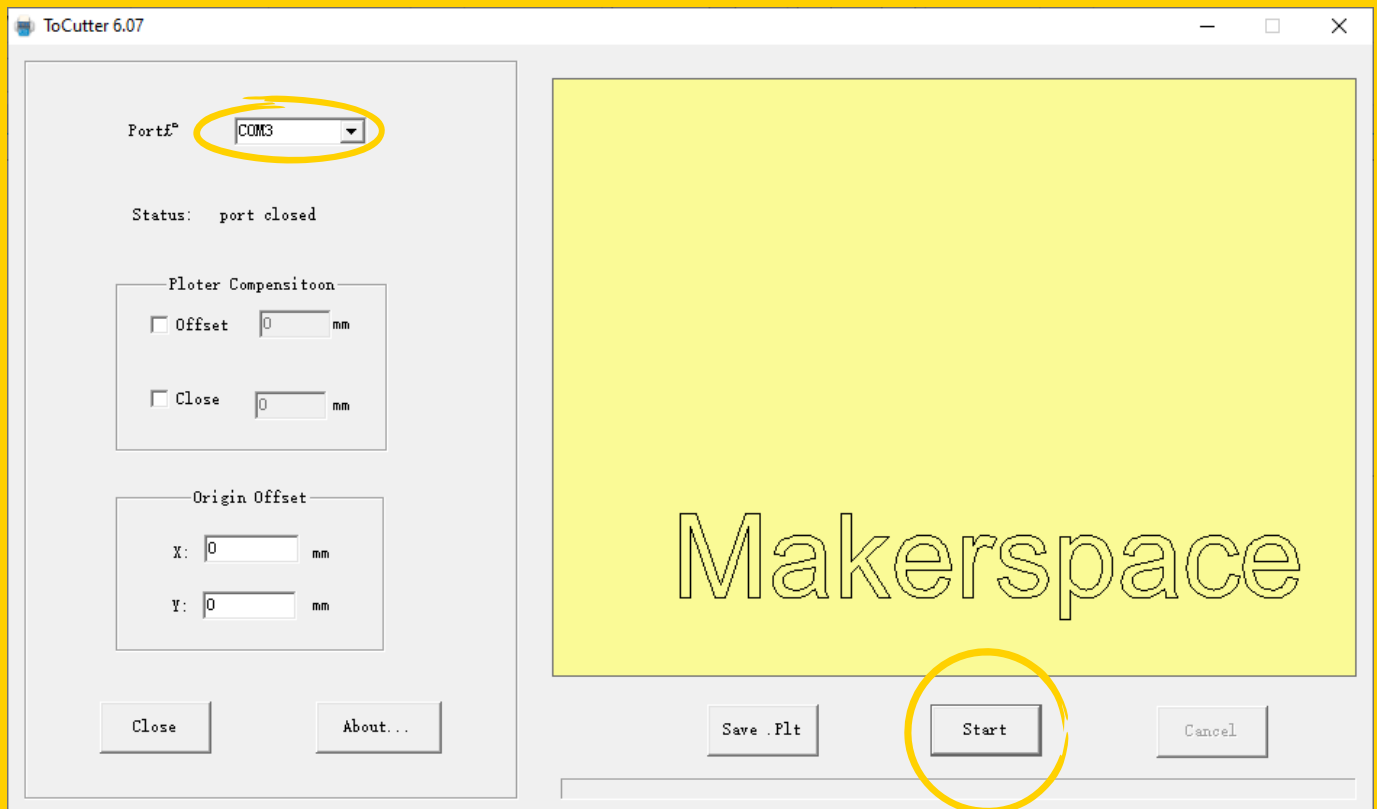 ToCutter 6.07
Port£º COM3
Status: port closed
Ploter Compensitoon
Offset 0 mm
Close 0 mm
Origin Offset
X: 0 mm
Y: 0 mm
Close About...
Makerspace
Save .Plt Start Cancel